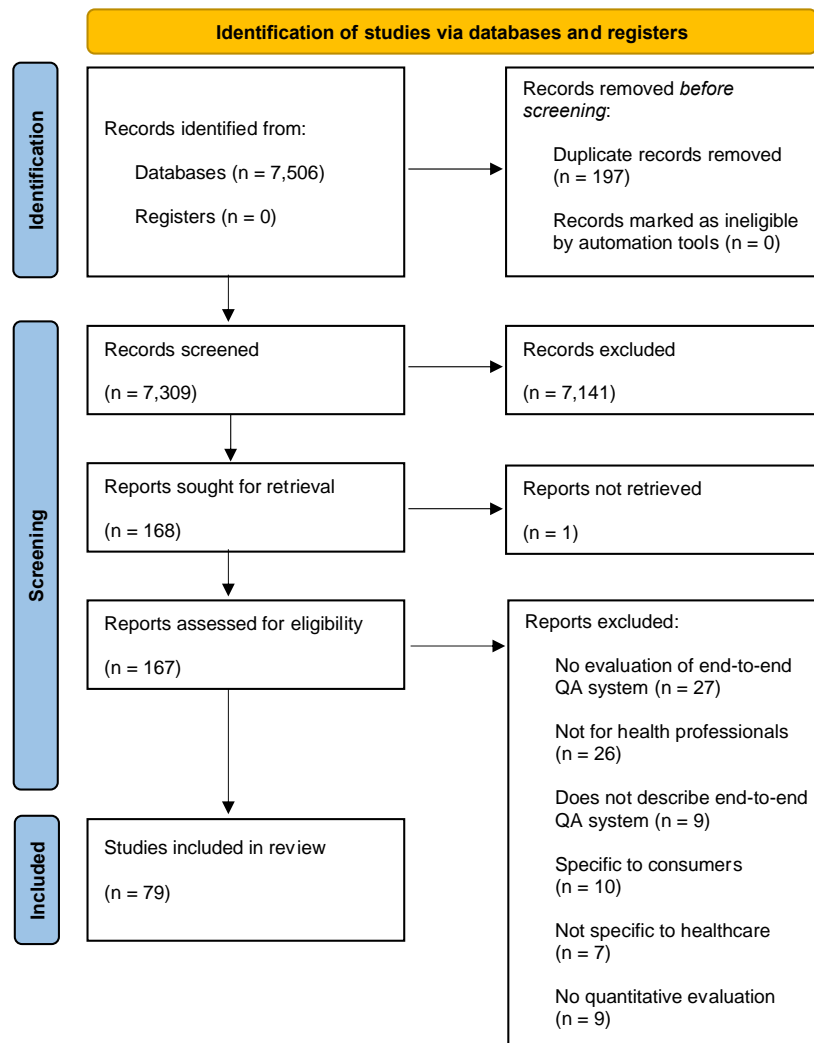 Identification of studies via databases and registers
Identification
Records identified from:
Databases (n = 7,506)
Registers (n = 0)
Records removed before
screening:
Duplicate records removed
(n = 197)
Records marked as ineligible
by automation tools (n = 0)
Screening
Records screened
(n = 7,309)
Records excluded
(n = 7,141)
Reports sought for retrieval
(n = 168)
Reports not retrieved
(n = 1)
Reports assessed for eligibility
(n = 167)
Reports excluded:
No evaluation of end-to-end
QA system (n = 27)
Not for health professionals
(n = 26)
Does not describe end-to-end
QA system (n = 9)
Specific to consumers
(n = 10)
Not specific to healthcare
(n = 7)
No quantitative evaluation
(n = 9)
Included
Studies included in review
(n = 79)